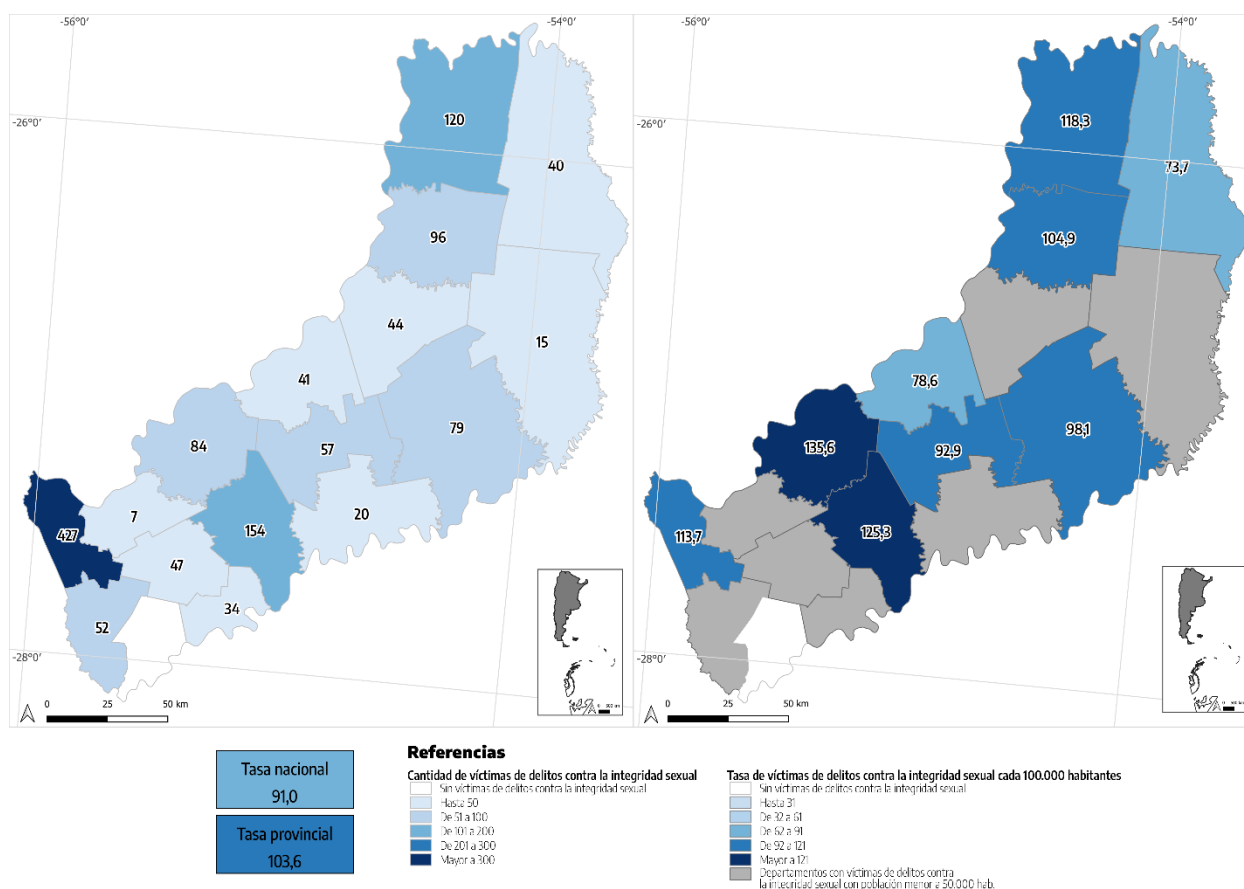 -56°0′
-54°0′
-26°0′
120
40
96
44
15
41
84
57
79
7
20
427
154
47
34
52
-28°0′
0 25 50 km
-56°0′
-54°0′
-26°0′
118,3
73,7
104,9
78,6
98,1
135,6
92,9
113,7
125,3
-28°0′
0 25 50 km
Tasa nacional
91,0
Tasa provincial
103,6
Referencias
Cantidad de víctimas de delitos contra la integridad sexual
Sin víctimas de delitos contra la integridad sexual
Hasta 50
De 51 a 100
De 101 a 200
De 201 a 300
Mayor a 300
Tasa de víctimas de delitos contra la integridad sexual cada 100.000 habitantes
Sin víctimas de delitos contra la integridad sexual
Hasta 31
De 32 a 61
De 62 a 91
De 92 a 121
Mayor a 121
Departamentos con víctimas de delitos contra
la integridad sexual con población menor a 50.000 hab.